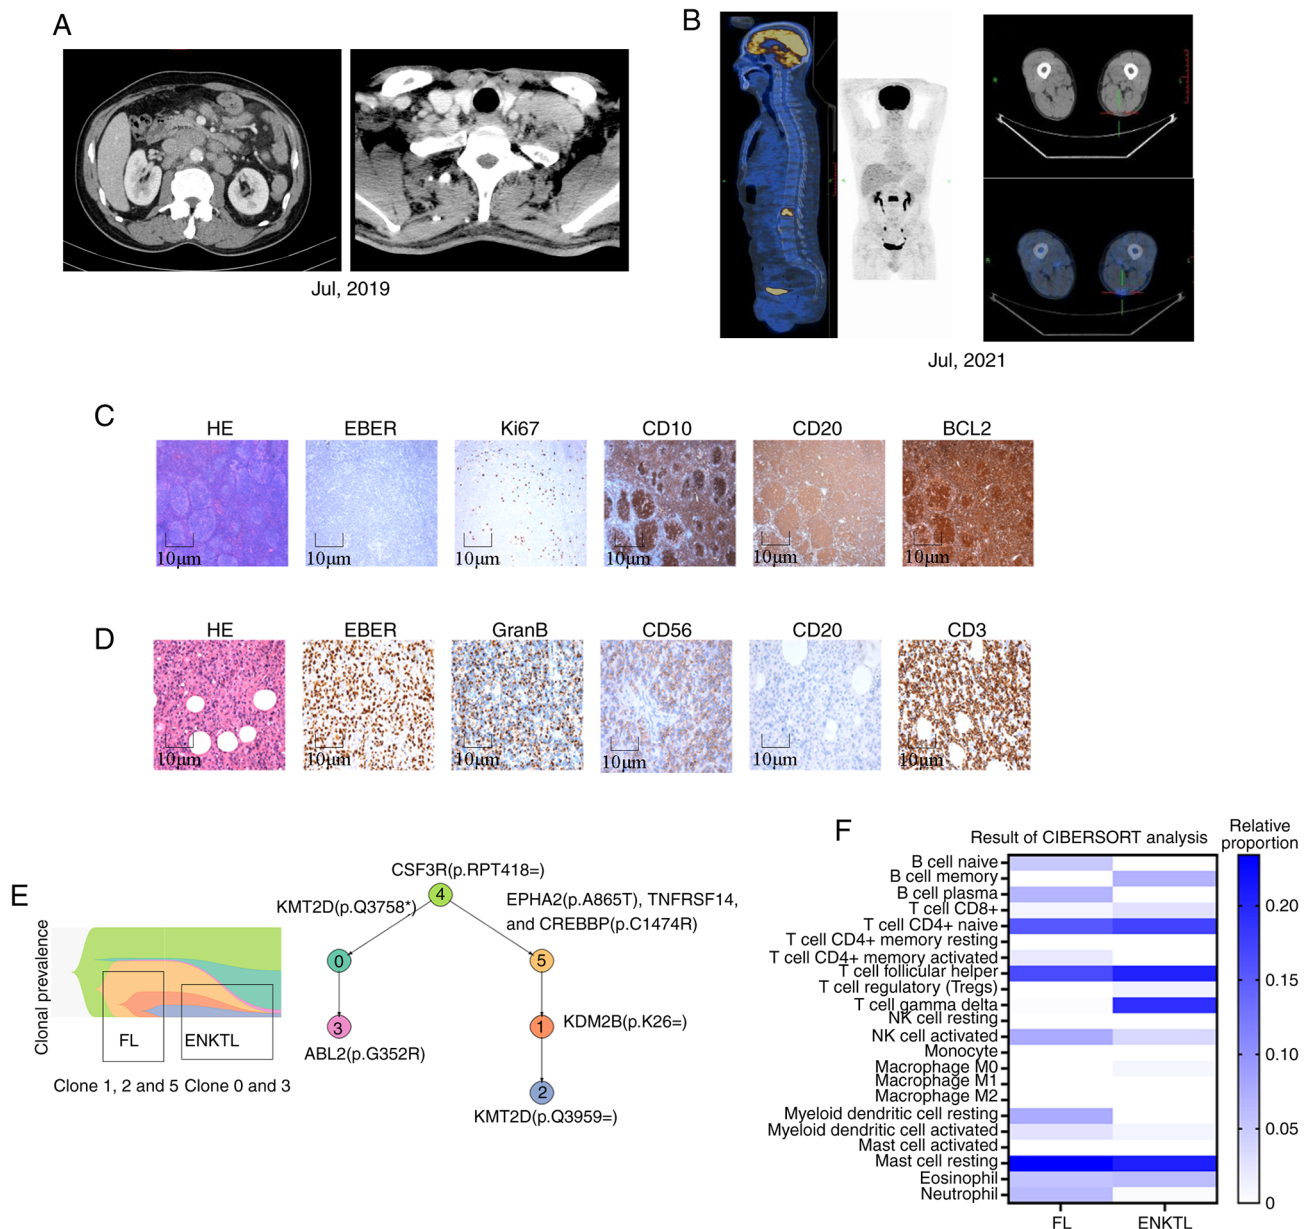 A
Jul, 2019
B
Jul, 2021
C
HE
EBER
Ki67
CD10
CD20
BCL2
10μm
10μm
10μm
10μm
10μm
10μm
D
HE
EBER
GranB
CD56
CD20
CD3
10μm
10μm
10μm
10μm
10μm
10μm
E
Clonal prevalence
FL
ENKTL
Clone 1, 2 and 5
Clone 0 and 3
CSF3R(p.RPT418=)
4
KMT2D(p.Q3758*)
EPHA2(p.A865T), TNFRSF14,
and CREBBP(p.C1474R)
0
5
3
1
KDM2B(p.K26=)
ABL2(p.G352R)
2
KMT2D(p.Q3959=)
F
Result of CIBERSORT analysis
Relative
proportion
B cell naive
B cell memory
B cell plasma
T cell CD8+
T cell CD4+ naive
T cell CD4+ memory resting
T cell CD4+ memory activated
T cell follicular helper
T cell regulatory (Tregs)
T cell gamma delta
NK cell resting
NK cell activated
Monocyte
Macrophage M0
Macrophage M1
Macrophage M2
Myeloid dendritic cell resting
Myeloid dendritic cell activated
Mast cell activated
Mast cell resting
Eosinophil
Neutrophil
FL
ENKTL
0.20
0.15
0.10
0.05
0